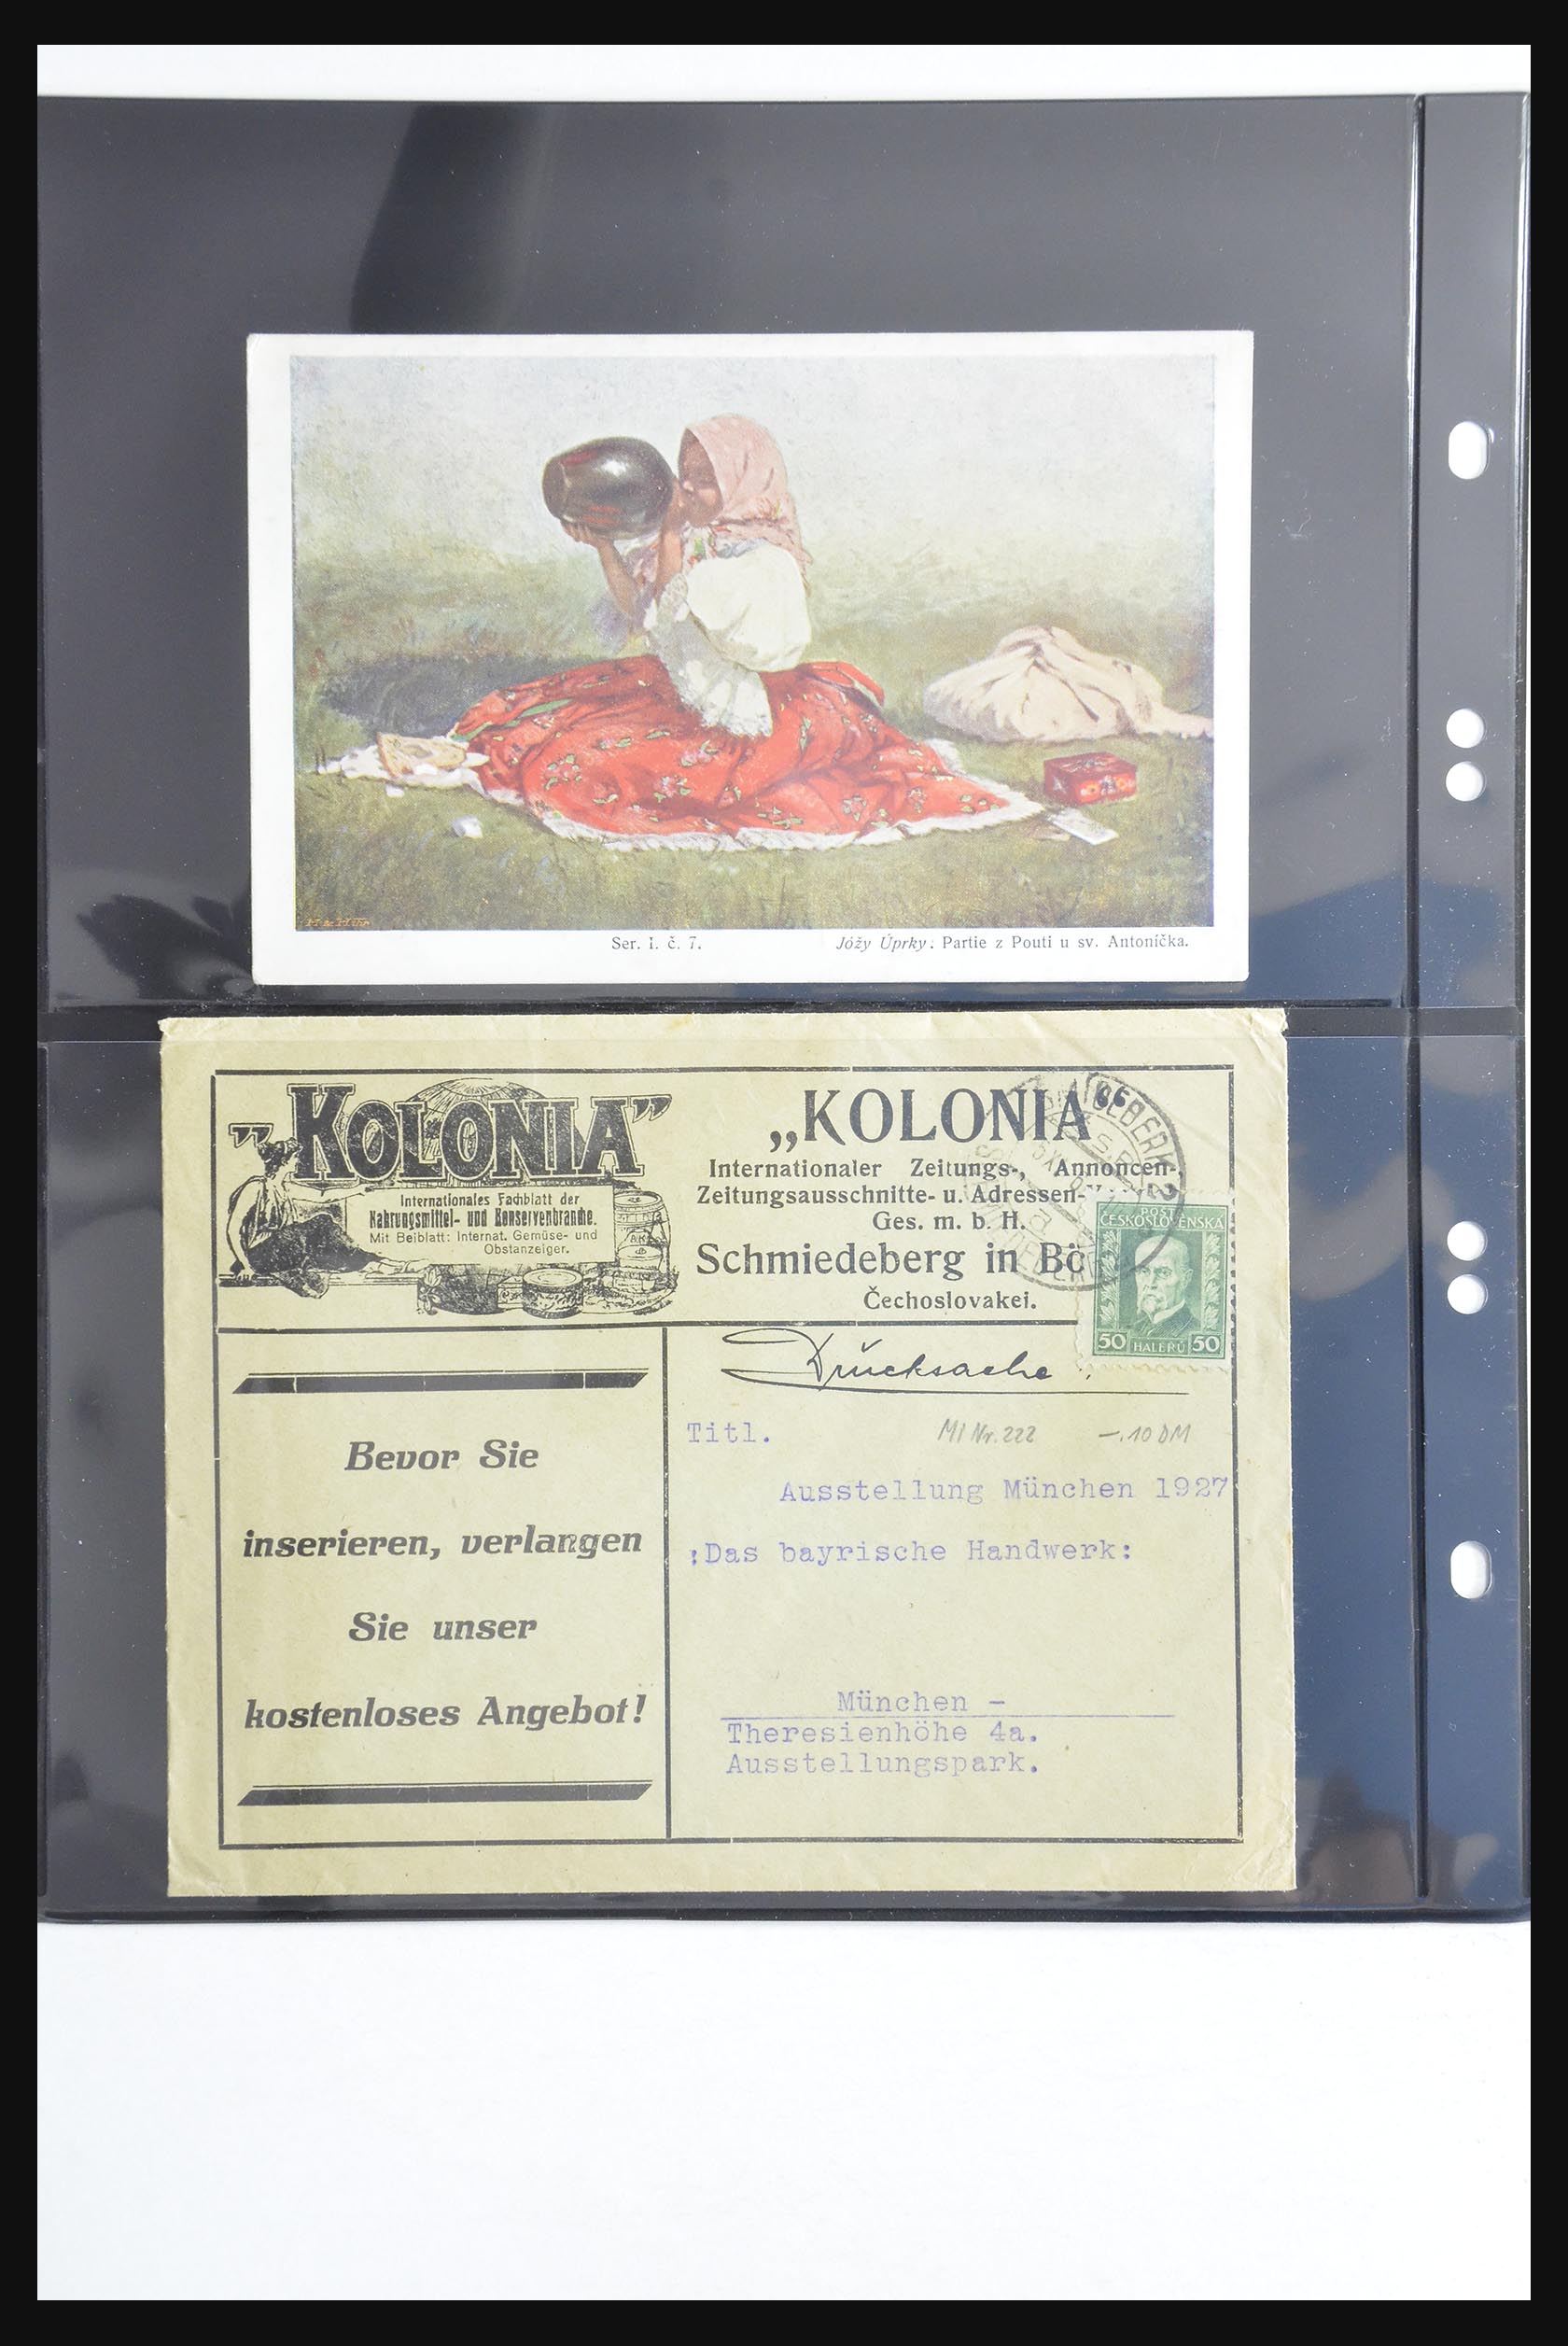 Ser. I. č. 7.
Jóžy Úprky: Partie z Pouti u sv. Antoníčka.
"KOLONIA"
Internationales Fachblatt der
Nahrungsmittel- und Konservenbranche.
Mit Beiblatt: Internat. Gemüse- und
Obstanzeiger.
„KOLONIA“
Internationaler Zeitungs-, Annoncen-,
Zeitungsausschnitte- u. Adressen-
Ges. m. b. H.
Schmiedeberg in Bö
Čechoslovakei.
POŠTA
ČESKOSLOVENSKÁ
50 HALÉŘŮ 50
Drucksache
Bevor Sie
inserieren, verlangen
Sie unser
kostenloses Angebot!
Titl.
MI Nr. 222 —.10 DM
Ausstellung München 1927
:Das bayrische Handwerk:
München -
Theresienhöhe 4a.
Ausstellungspark.